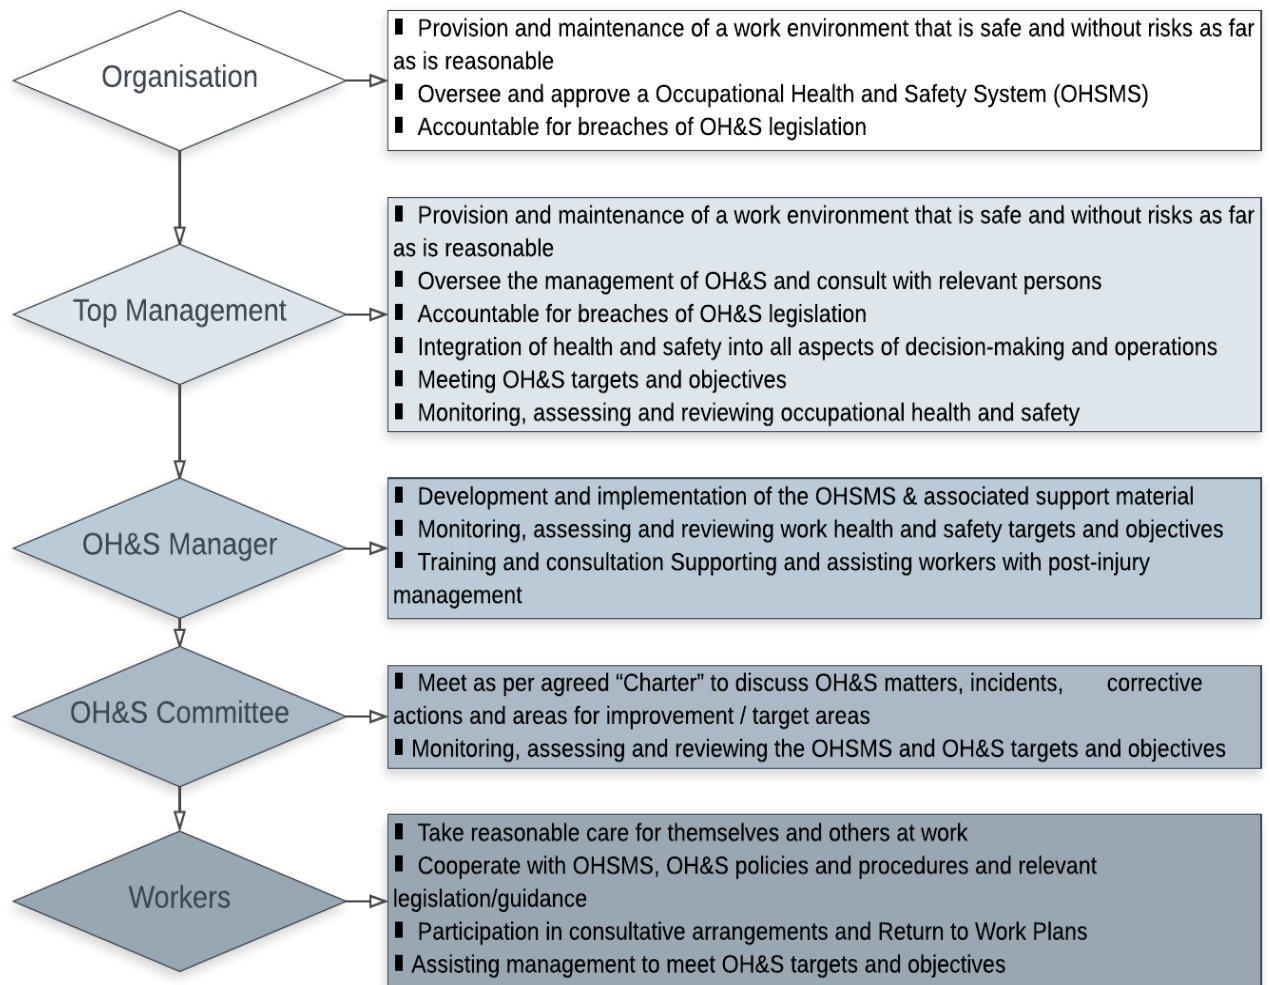 Organisation
▮ Provision and maintenance of a work environment that is safe and without risks as far
as is reasonable
▮ Oversee and approve a Occupational Health and Safety System (OHSMS)
▮ Accountable for breaches of OH&S legislation
Top Management
▮ Provision and maintenance of a work environment that is safe and without risks as far
as is reasonable
▮ Oversee the management of OH&S and consult with relevant persons
▮ Accountable for breaches of OH&S legislation
▮ Integration of health and safety into all aspects of decision-making and operations
▮ Meeting OH&S targets and objectives
▮ Monitoring, assessing and reviewing occupational health and safety
OH&S Manager
▮ Development and implementation of the OHSMS & associated support material
▮ Monitoring, assessing and reviewing work health and safety targets and objectives
▮ Training and consultation Supporting and assisting workers with post-injury
management
OH&S Committee
▮ Meet as per agreed “Charter” to discuss OH&S matters, incidents, corrective
actions and areas for improvement / target areas
▮ Monitoring, assessing and reviewing the OHSMS and OH&S targets and objectives
Workers
▮ Take reasonable care for themselves and others at work
▮ Cooperate with OHSMS, OH&S policies and procedures and relevant
legislation/guidance
▮ Participation in consultative arrangements and Return to Work Plans
▮ Assisting management to meet OH&S targets and objectives